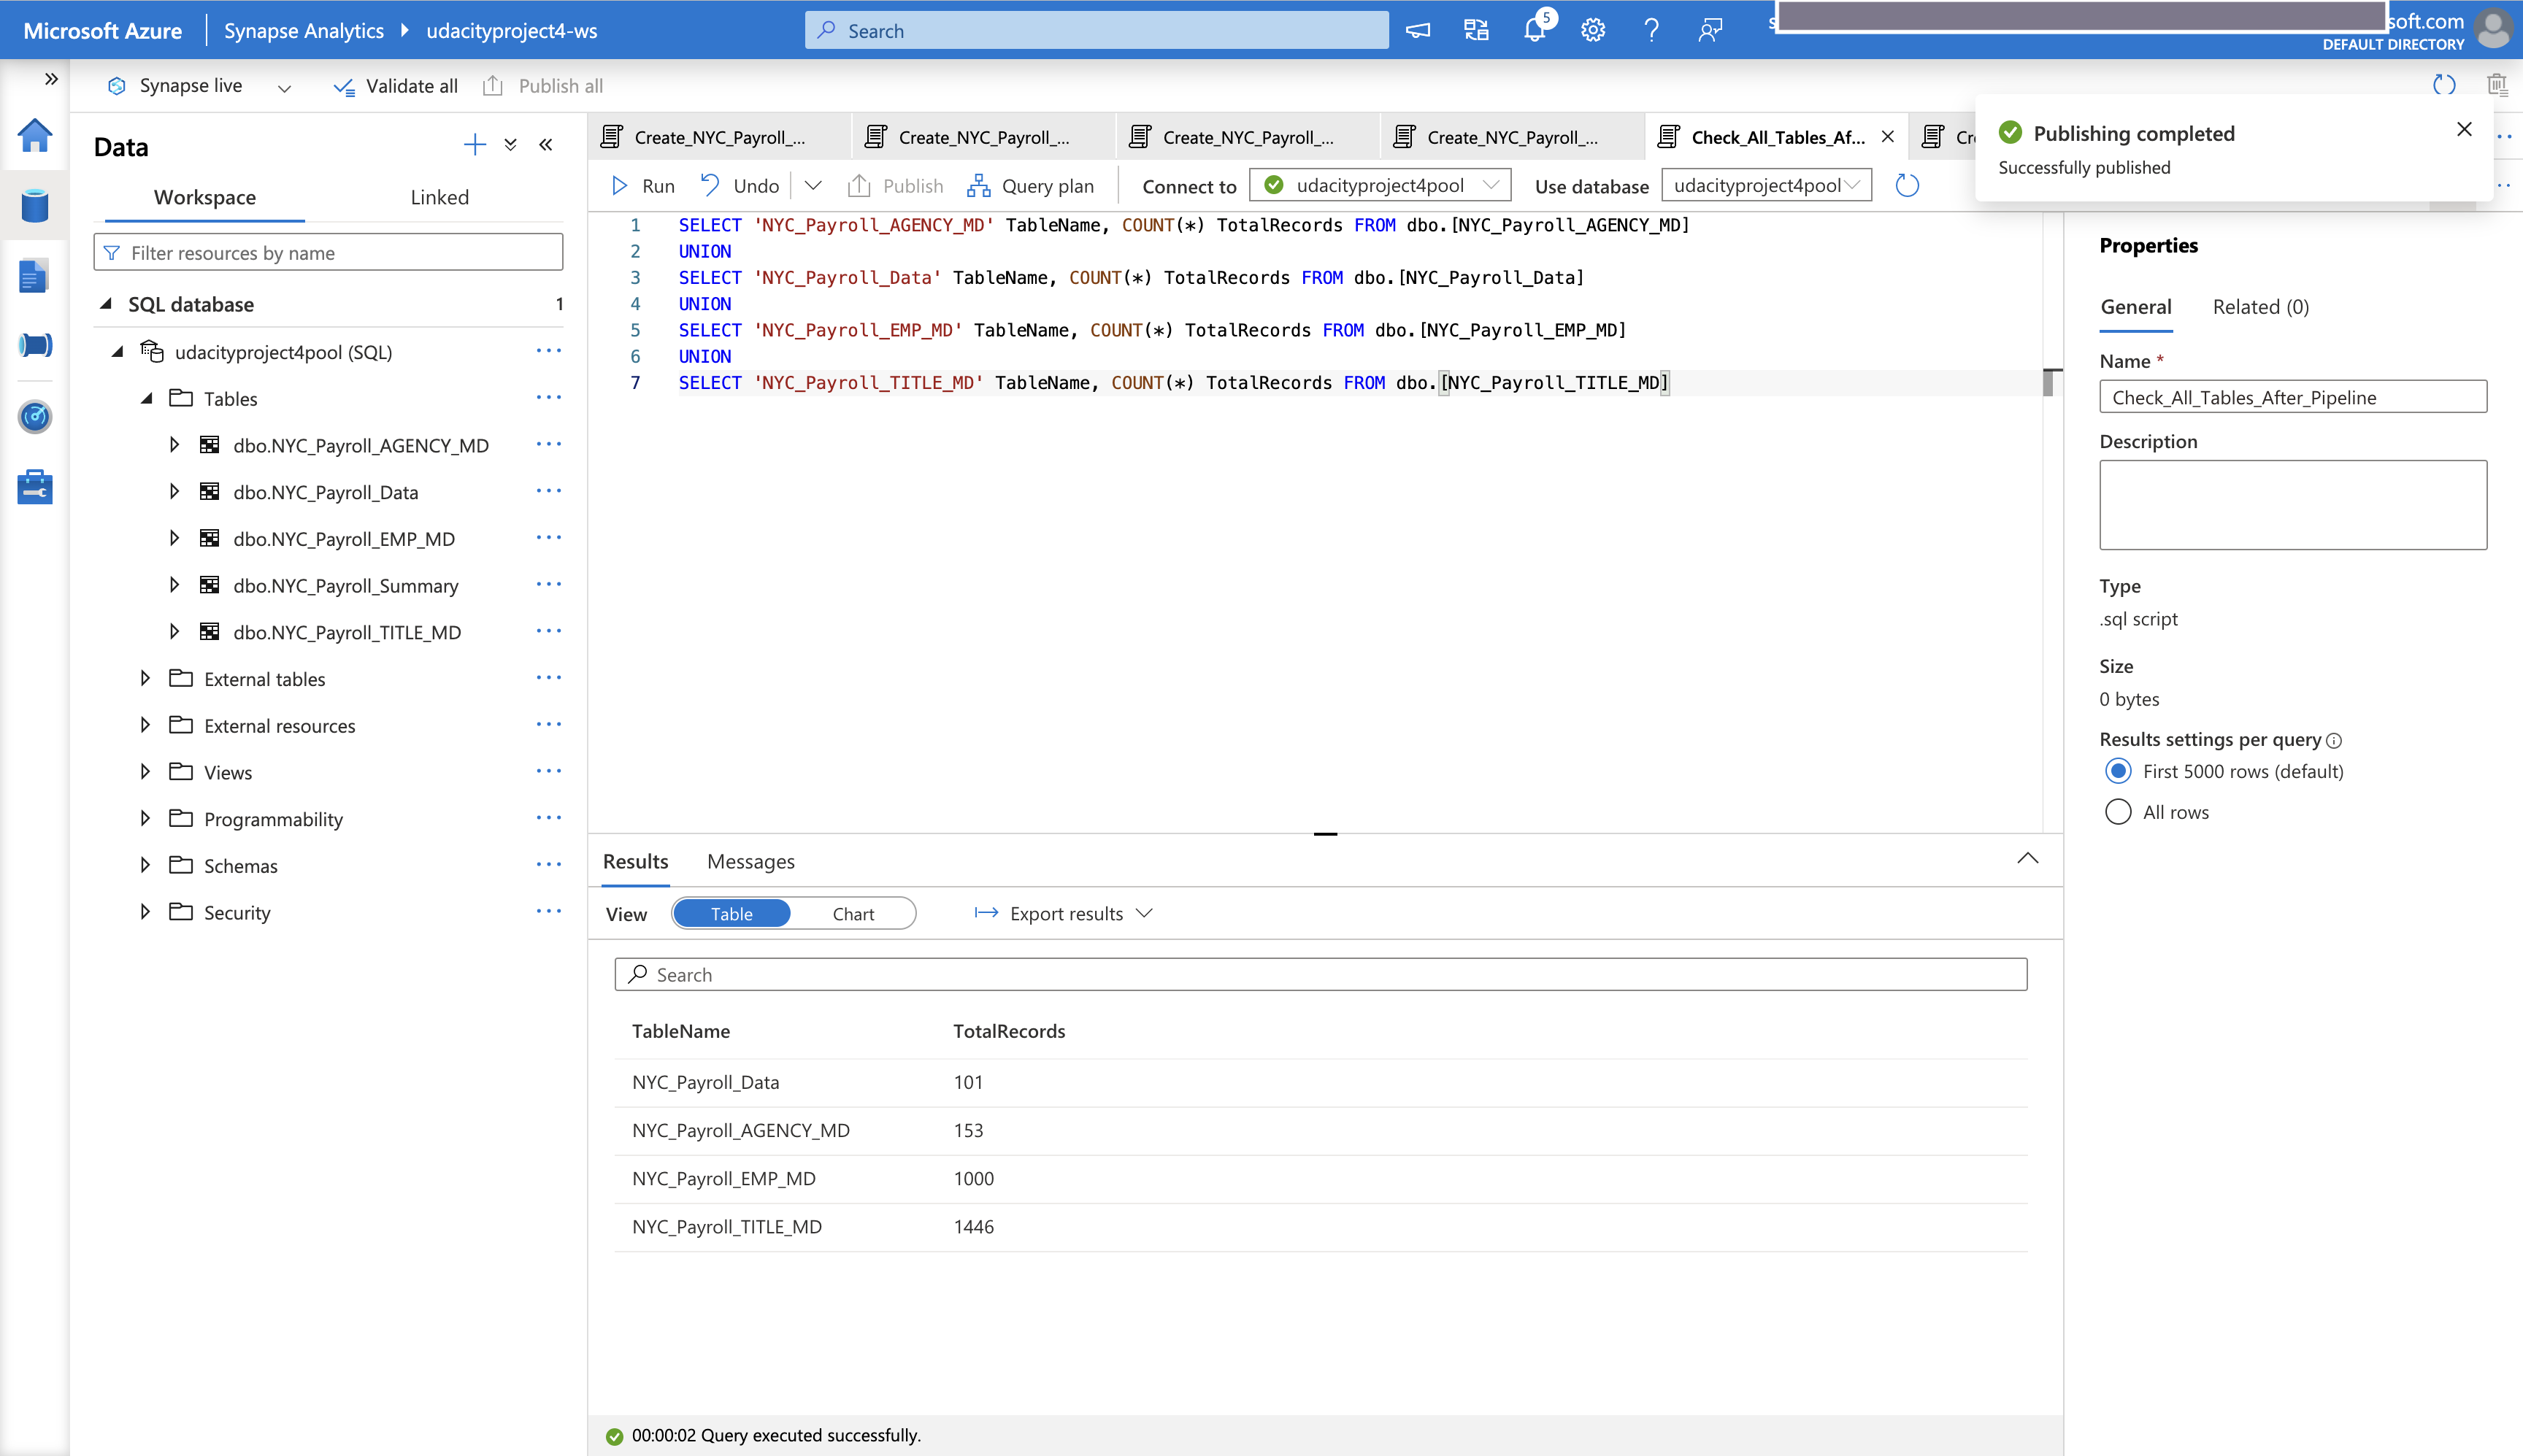 Microsoft Azure
Synapse Analytics
udacityproject4-ws
Search
5
soft.com
DEFAULT DIRECTORY
Synapse live
Validate all
Publish all
Publishing completed
Successfully published
Data
Workspace
Linked
Filter resources by name
SQL database 1
udacityproject4pool (SQL)
Tables
dbo.NYC_Payroll_AGENCY_MD
dbo.NYC_Payroll_Data
dbo.NYC_Payroll_EMP_MD
dbo.NYC_Payroll_Summary
dbo.NYC_Payroll_TITLE_MD
External tables
External resources
Views
Programmability
Schemas
Security
Create_NYC_Payroll_...
Create_NYC_Payroll_...
Create_NYC_Payroll_...
Create_NYC_Payroll_...
Check_All_Tables_Af...
Run
Undo
Publish
Query plan
Connect to
udacityproject4pool
Use database
udacityproject4pool
1 SELECT 'NYC_Payroll_AGENCY_MD' TableName, COUNT(*) TotalRecords FROM dbo.[NYC_Payroll_AGENCY_MD]
2 UNION
3 SELECT 'NYC_Payroll_Data' TableName, COUNT(*) TotalRecords FROM dbo.[NYC_Payroll_Data]
4 UNION
5 SELECT 'NYC_Payroll_EMP_MD' TableName, COUNT(*) TotalRecords FROM dbo.[NYC_Payroll_EMP_MD]
6 UNION
7 SELECT 'NYC_Payroll_TITLE_MD' TableName, COUNT(*) TotalRecords FROM dbo.[NYC_Payroll_TITLE_MD]
Results
Messages
View
Table
Chart
Export results
Search
TableName TotalRecords
NYC_Payroll_Data 101
NYC_Payroll_AGENCY_MD 153
NYC_Payroll_EMP_MD 1000
NYC_Payroll_TITLE_MD 1446
00:00:02 Query executed successfully.
Properties
General
Related (0)
Name *
Check_All_Tables_After_Pipeline
Description
Type
.sql script
Size
0 bytes
Results settings per query
First 5000 rows (default)
All rows